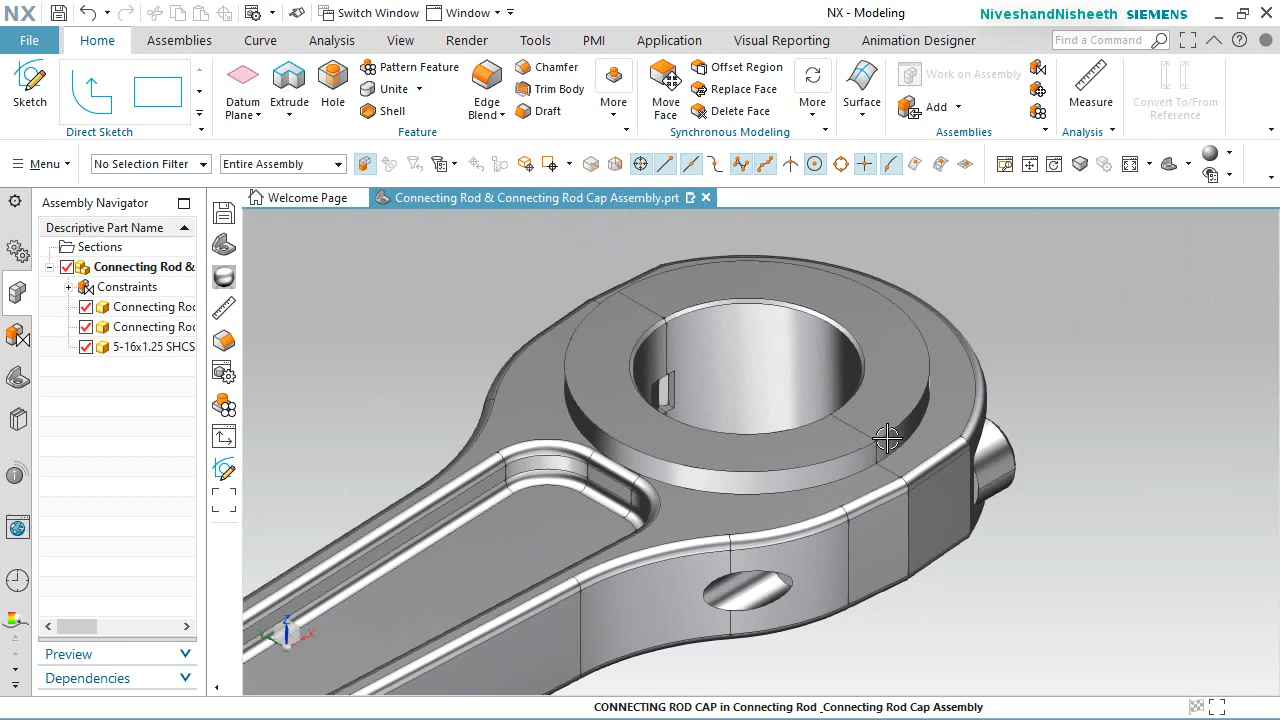 NX
Switch Window
Window
NX - Modeling
NiveshandNisheeth SIEMENS
File
Home
Assemblies
Curve
Analysis
View
Render
Tools
PMI
Application
Visual Reporting
Animation Designer
Find a Command
Sketch
Direct Sketch
Datum Plane
Extrude
Hole
Pattern Feature
Unite
Shell
Edge Blend
Chamfer
Trim Body
Draft
More
Feature
Move Face
Offset Region
Replace Face
Delete Face
More
Synchronous Modeling
Surface
Work on Assembly
Add
Assemblies
Measure
Analysis
Convert To/From Reference
Menu
No Selection Filter
Entire Assembly
Assembly Navigator
Welcome Page
Connecting Rod & Connecting Rod Cap Assembly.prt
Descriptive Part Name
Sections
Connecting Rod &
Constraints
Connecting Roc
Connecting Roc
5-16x1.25 SHCS
Z
X
Y
Preview
Dependencies
CONNECTING ROD CAP in Connecting Rod _Connecting Rod Cap Assembly